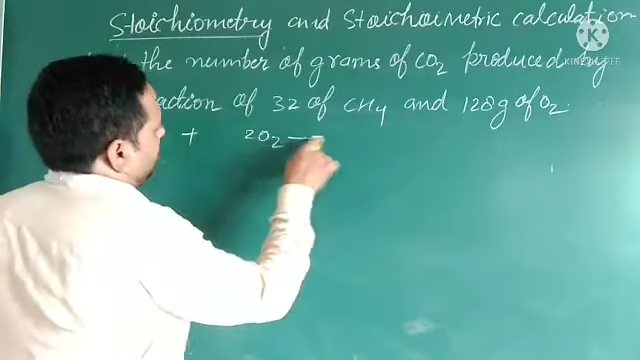 Stoichiometry and Stoichoimetric calculation
the number of grams of CO2 produced by
action of 32 of CH4 and 128g of O2.
+ 2O2 —
KINEMASTER